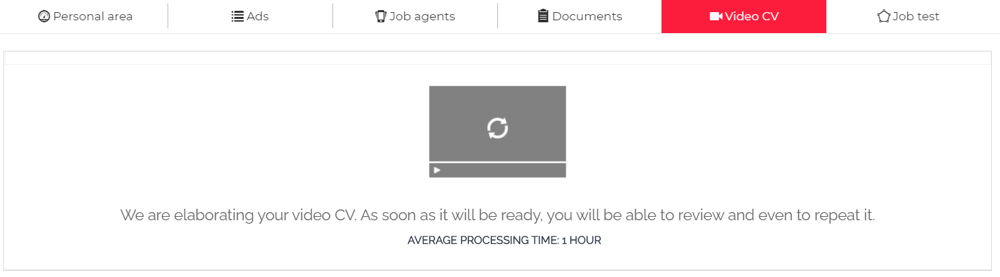 Personal area
Ads
Job agents
Documents
Video CV
Job test
We are elaborating your video CV. As soon as it will be ready, you will be able to review and even to repeat it.
AVERAGE PROCESSING TIME: 1 HOUR